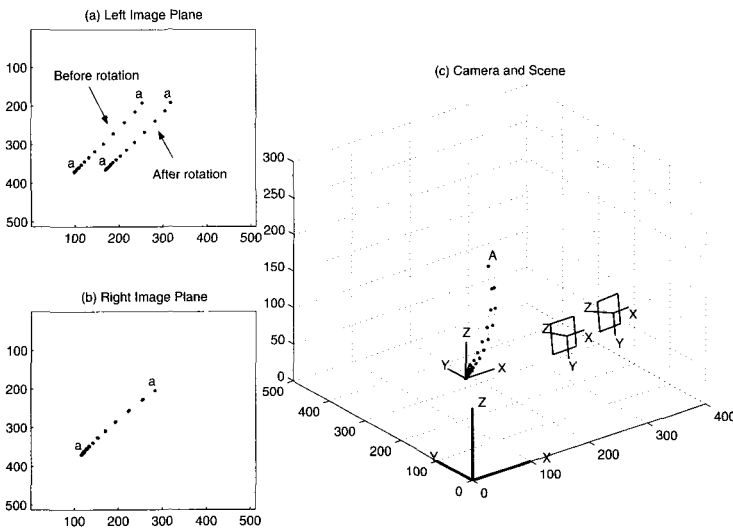 (a) Left Image Plane
100
200
300
400
500
100 200 300 400 500
Before rotation
a a
a a
After rotation
(b) Right Image Plane
100
200
300
400
500
100 200 300 400 500
a
a
(c) Camera and Scene
300
250
200
150
100
50
0
500
400
300
200
100
0
0
100
200
300
400
A
Z
Y X
Z
Y X
Z
X
Y
Z
X
Y